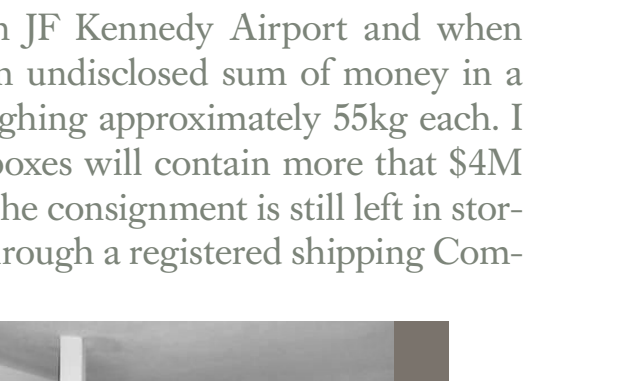 JF Kennedy Airport and when
undisclosed sum of money in a
approximately 55kg each. I
will contain more that $4M
consignment is still left in stor-
a registered shipping Com-